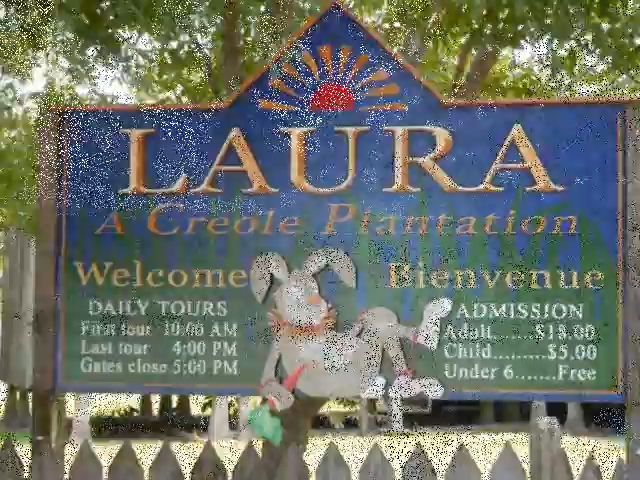 LAURA
A Creole Plantation
Welcome Bienvenue
DAILY TOURS
First tour 10:00 AM
Last tour 4:00 PM
Gates close 5:00 PM
ADMISSION
Adult.......$18.00
Child.........$5.00
Under 6.......Free